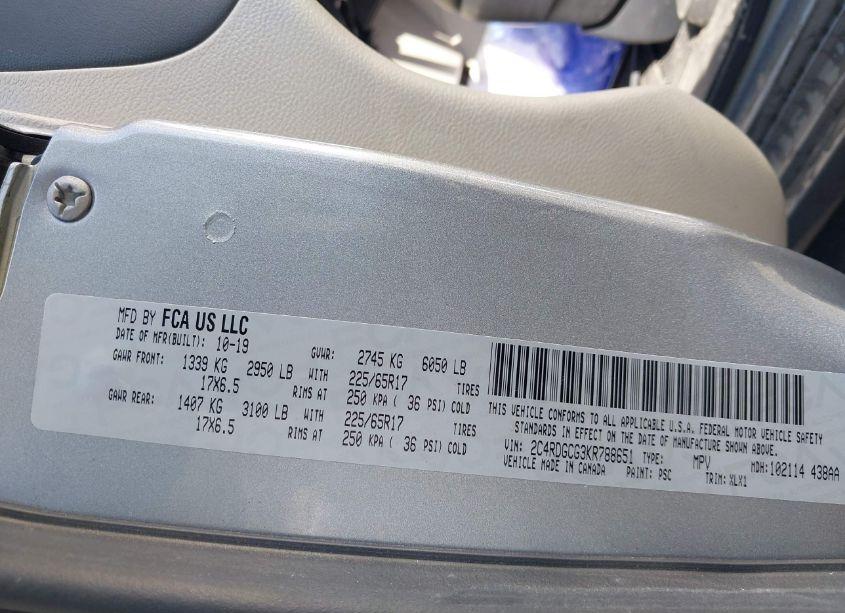 MFD BY FCA US LLC
DATE OF MFR(BUILT): 10-19 GVWR: 2745 KG 6050 LB
GAWR FRONT: 1339 KG 2950 LB WITH 225/65R17 TIRES
17X6.5 RIMS AT 250 KPA ( 36 PSI) COLD
GAWR REAR: 1407 KG 3100 LB WITH 225/65R17 TIRES
17X6.5 RIMS AT 250 KPA ( 36 PSI) COLD
THIS VEHICLE CONFORMS TO ALL APPLICABLE U.S.A. FEDERAL MOTOR VEHICLE SAFETY
STANDARDS IN EFFECT ON THE DATE OF MANUFACTURE SHOWN ABOVE.
VIN: 2C4RDGCG3KR788651 TYPE: MPV MDH: 102114 438AA
VEHICLE MADE IN CANADA PAINT: PSC TRIM: XLX1